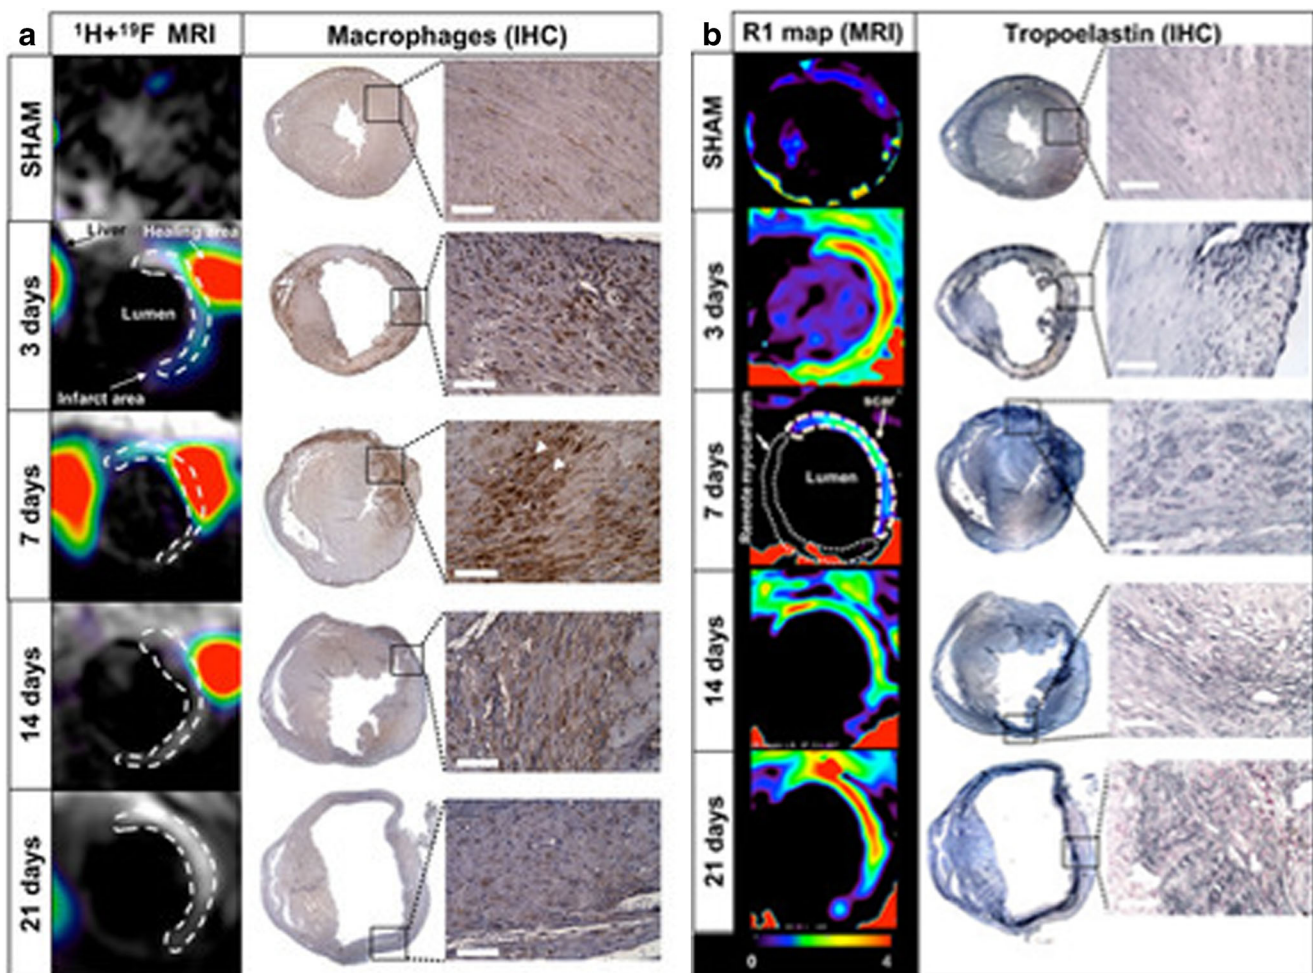 a
¹H+¹⁹F MRI
Macrophages (IHC)
SHAM
3 days
Liver
Healing area
Lumen
Infarct area
7 days
14 days
21 days
b
R1 map (MRI)
Tropoelastin (IHC)
SHAM
3 days
7 days
Remote myocardium
scar
Lumen
14 days
21 days
0
4